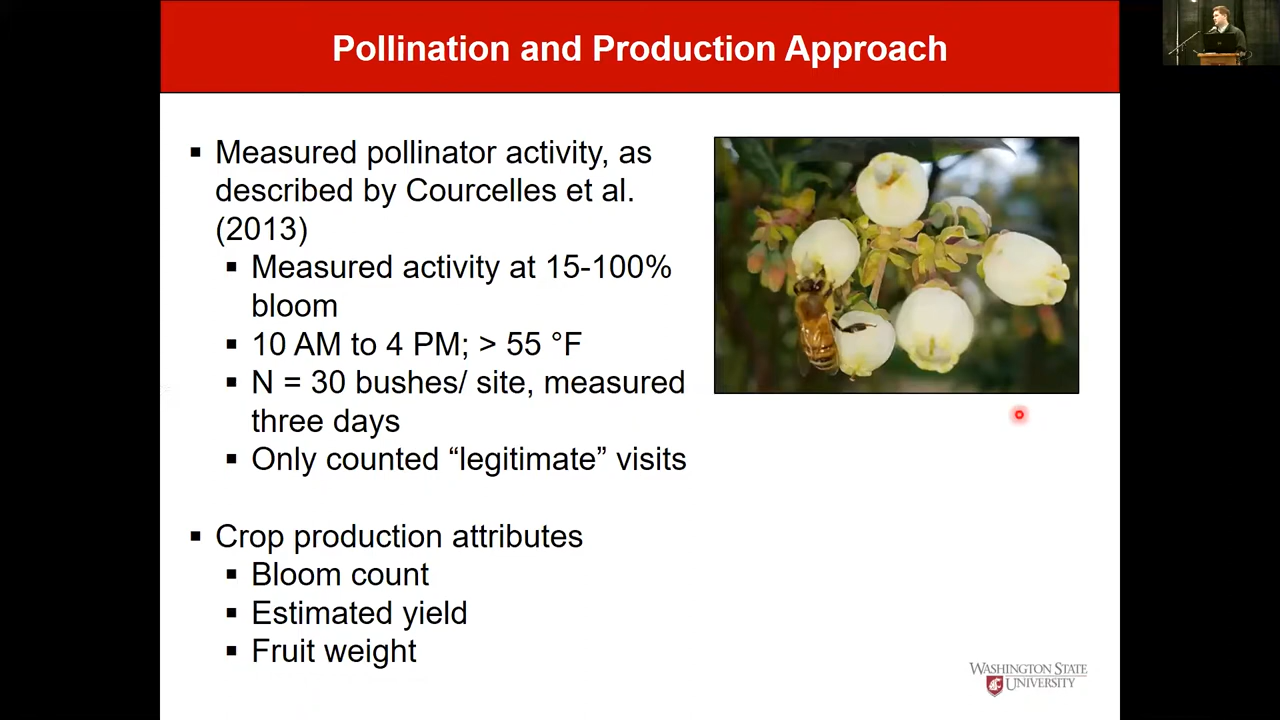 Pollination and Production Approach
▪ Measured pollinator activity, as
described by Courcelles et al.
(2013)
▪ Measured activity at 15-100%
bloom
▪ 10 AM to 4 PM; > 55 °F
▪ N = 30 bushes/ site, measured
three days
▪ Only counted “legitimate” visits
▪ Crop production attributes
▪ Bloom count
▪ Estimated yield
▪ Fruit weight
WASHINGTON STATE
UNIVERSITY